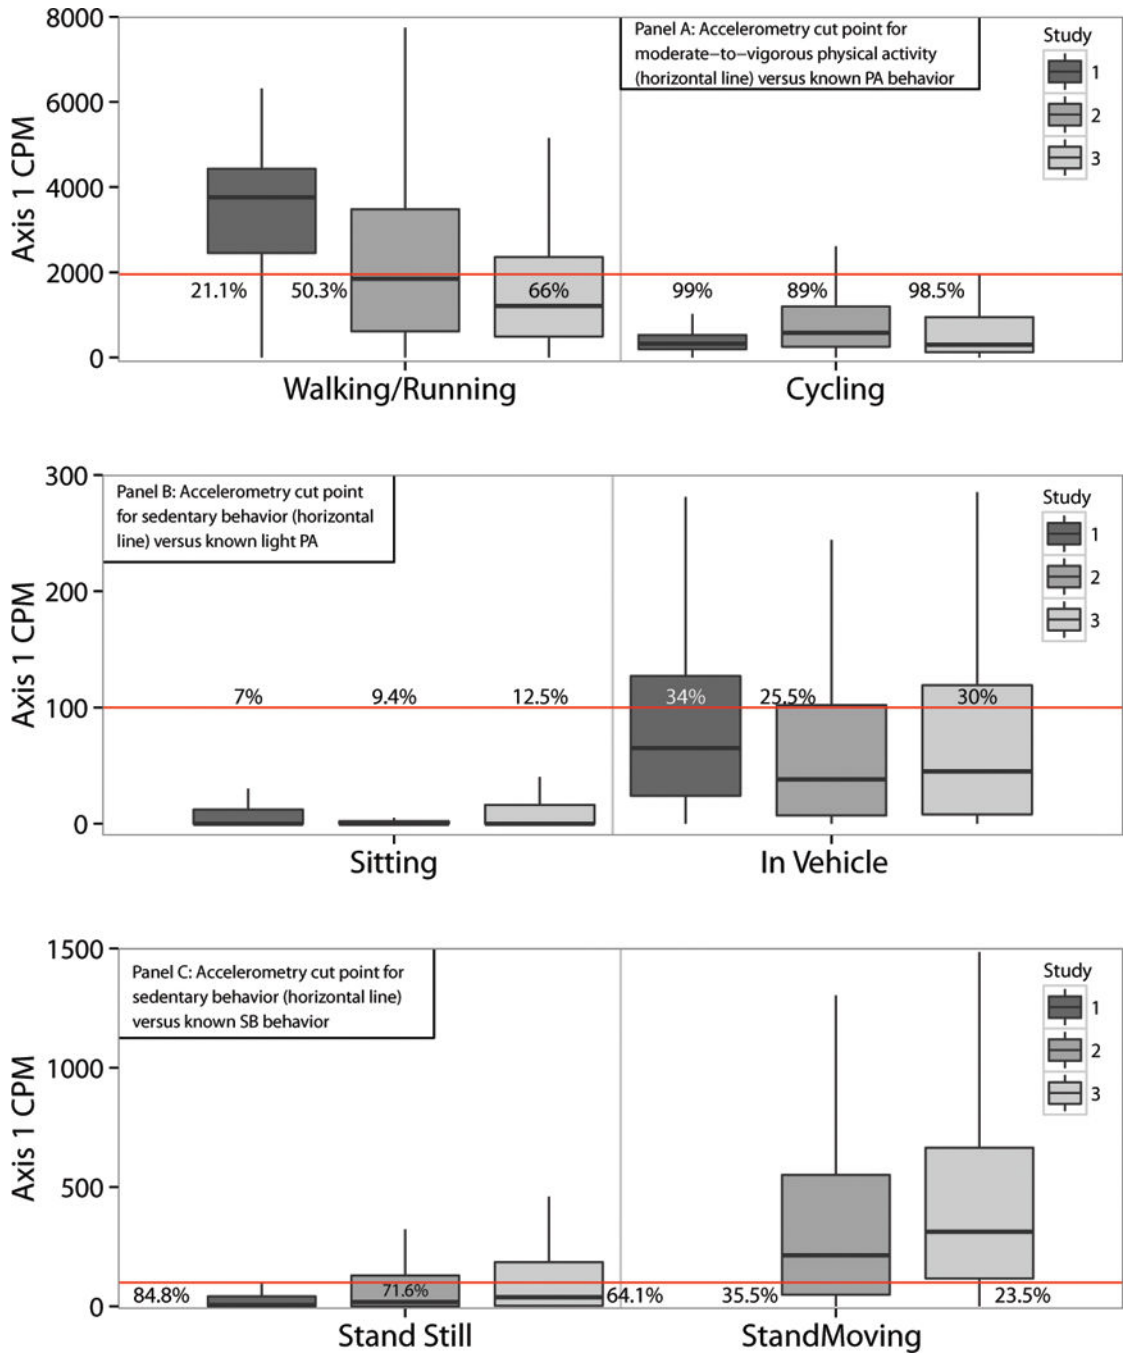 8000
6000
4000
2000
0
Axis 1 CPM
Panel A: Accelerometry cut point for
moderate−to−vigorous physical activity
(horizontal line) versus known PA behavior
Study
1
2
3
21.1%
50.3%
66%
99%
89%
98.5%
Walking/Running
Cycling
300
200
100
0
Axis 1 CPM
Panel B: Accelerometry cut point
for sedentary behavior (horizontal
line) versus known light PA
Study
1
2
3
7%
9.4%
12.5%
34%
25.5%
30%
Sitting
In Vehicle
1500
1000
500
0
Axis 1 CPM
Panel C: Accelerometry cut point for
sedentary behavior (horizontal line)
versus known SB behavior
Study
1
2
3
84.8%
71.6%
64.1%
35.5%
23.5%
Stand Still
StandMoving